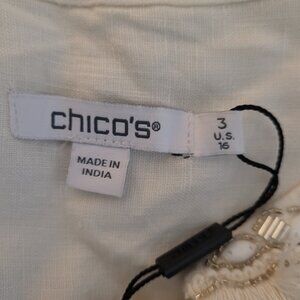 chico's®
MADE IN
INDIA
3
U.S.
16